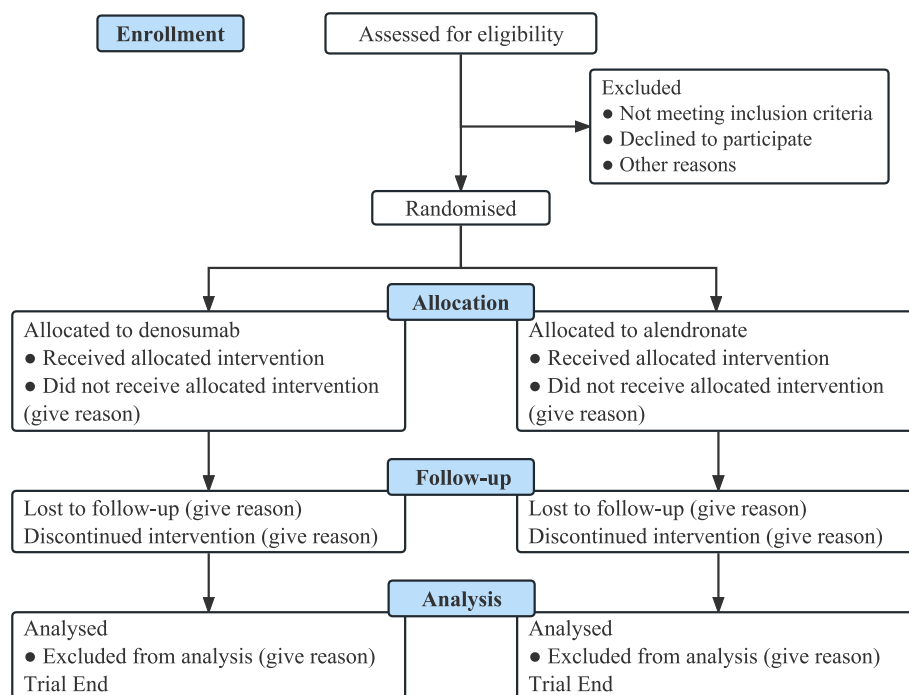 Enrollment
Assessed for eligibility
Excluded
● Not meeting inclusion criteria
● Declined to participate
● Other reasons
Randomised
Allocation
Allocated to denosumab
● Received allocated intervention
● Did not receive allocated intervention
(give reason)
Allocated to alendronate
● Received allocated intervention
● Did not receive allocated intervention
(give reason)
Follow-up
Lost to follow-up (give reason)
Discontinued intervention (give reason)
Lost to follow-up (give reason)
Discontinued intervention (give reason)
Analysis
Analysed
● Excluded from analysis (give reason)
Trial End
Analysed
● Excluded from analysis (give reason)
Trial End